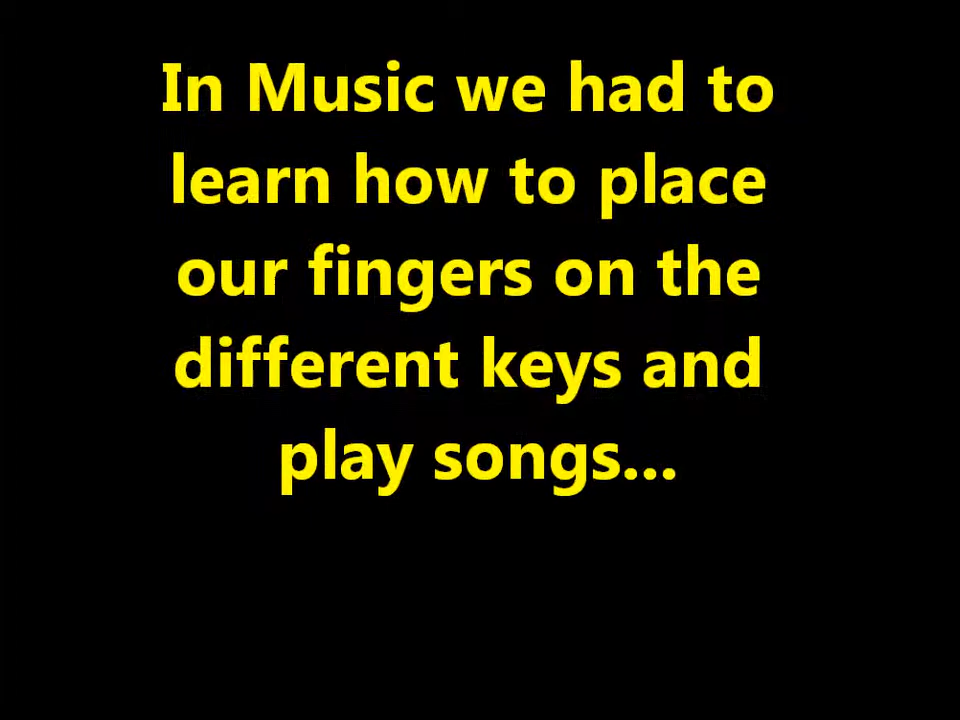 In Music we had to
learn how to place
our fingers on the
different keys and
play songs...